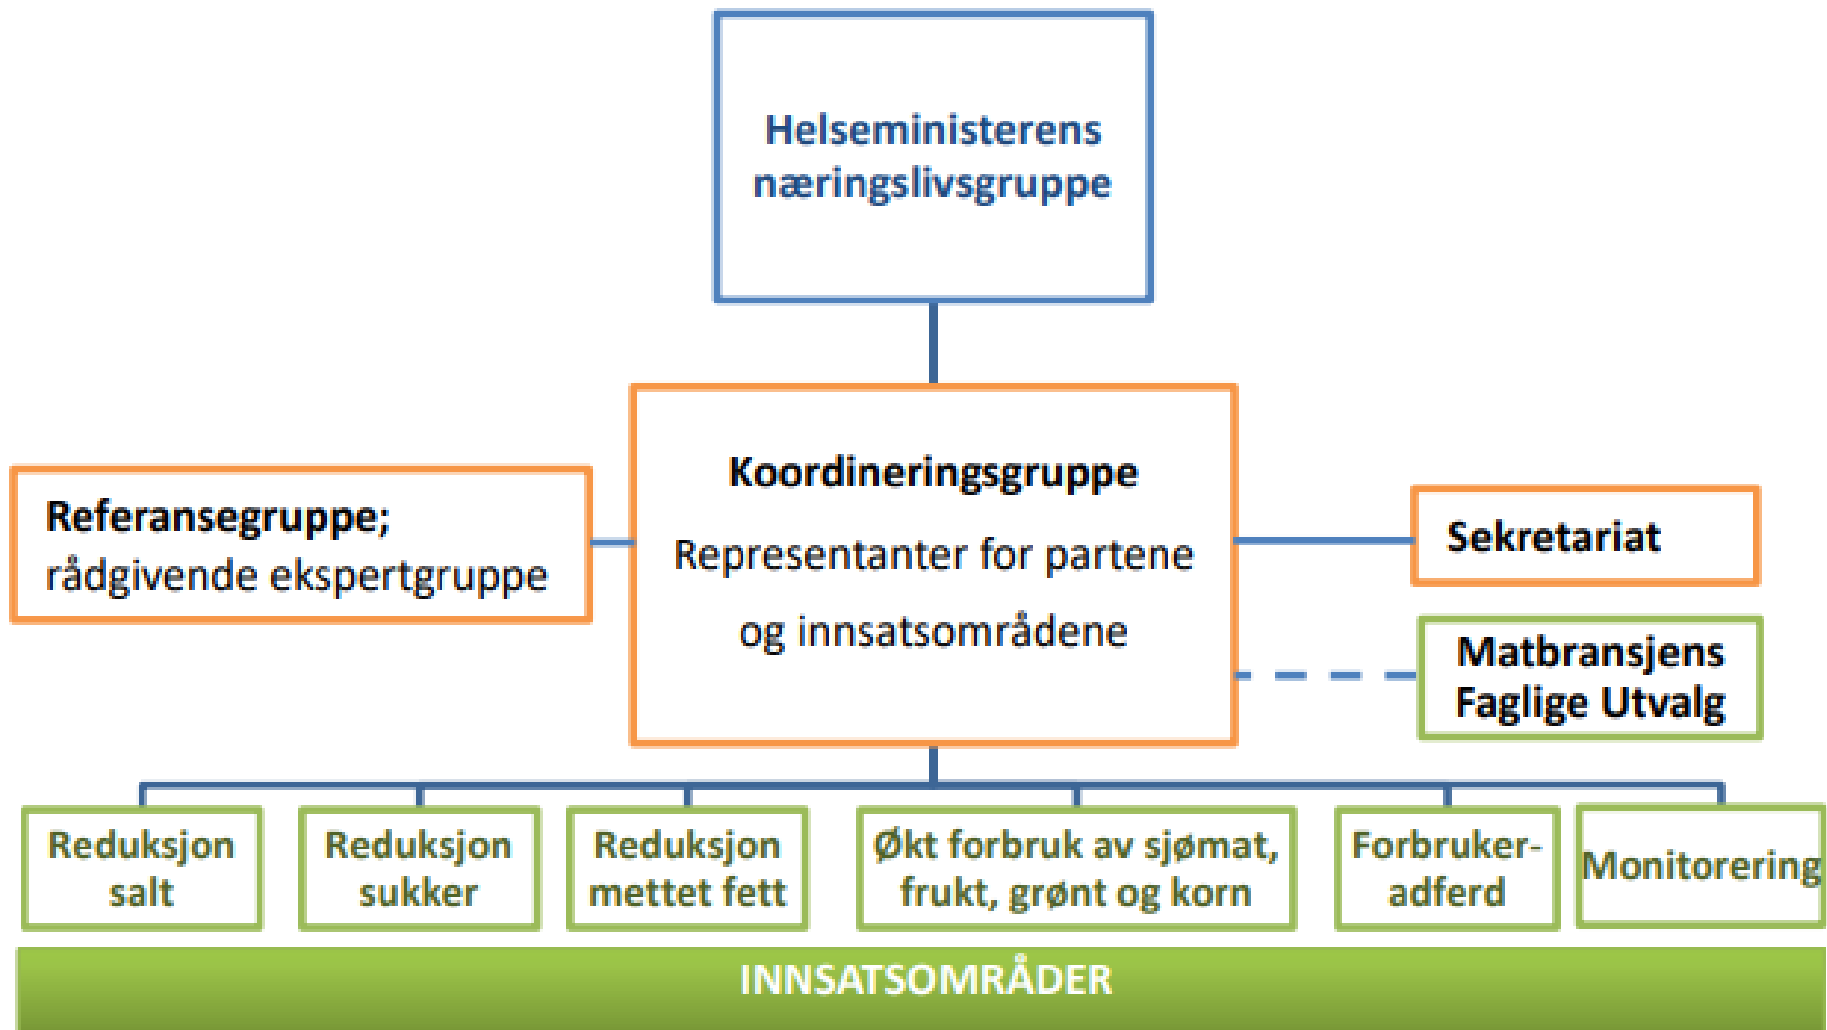 Helseministerens
næringslivsgruppe
Koordineringsgruppe
Representanter for partene
og innsatsområdene
Referansegruppe;
rådgivende ekspertgruppe
Sekretariat
Matbransjens
Faglige Utvalg
Reduksjon
salt
Reduksjon
sukker
Reduksjon
mettet fett
Økt forbruk av sjømat,
frukt, grønt og korn
Forbruker-
adferd
Monitorering
INNSATSOMRÅDER